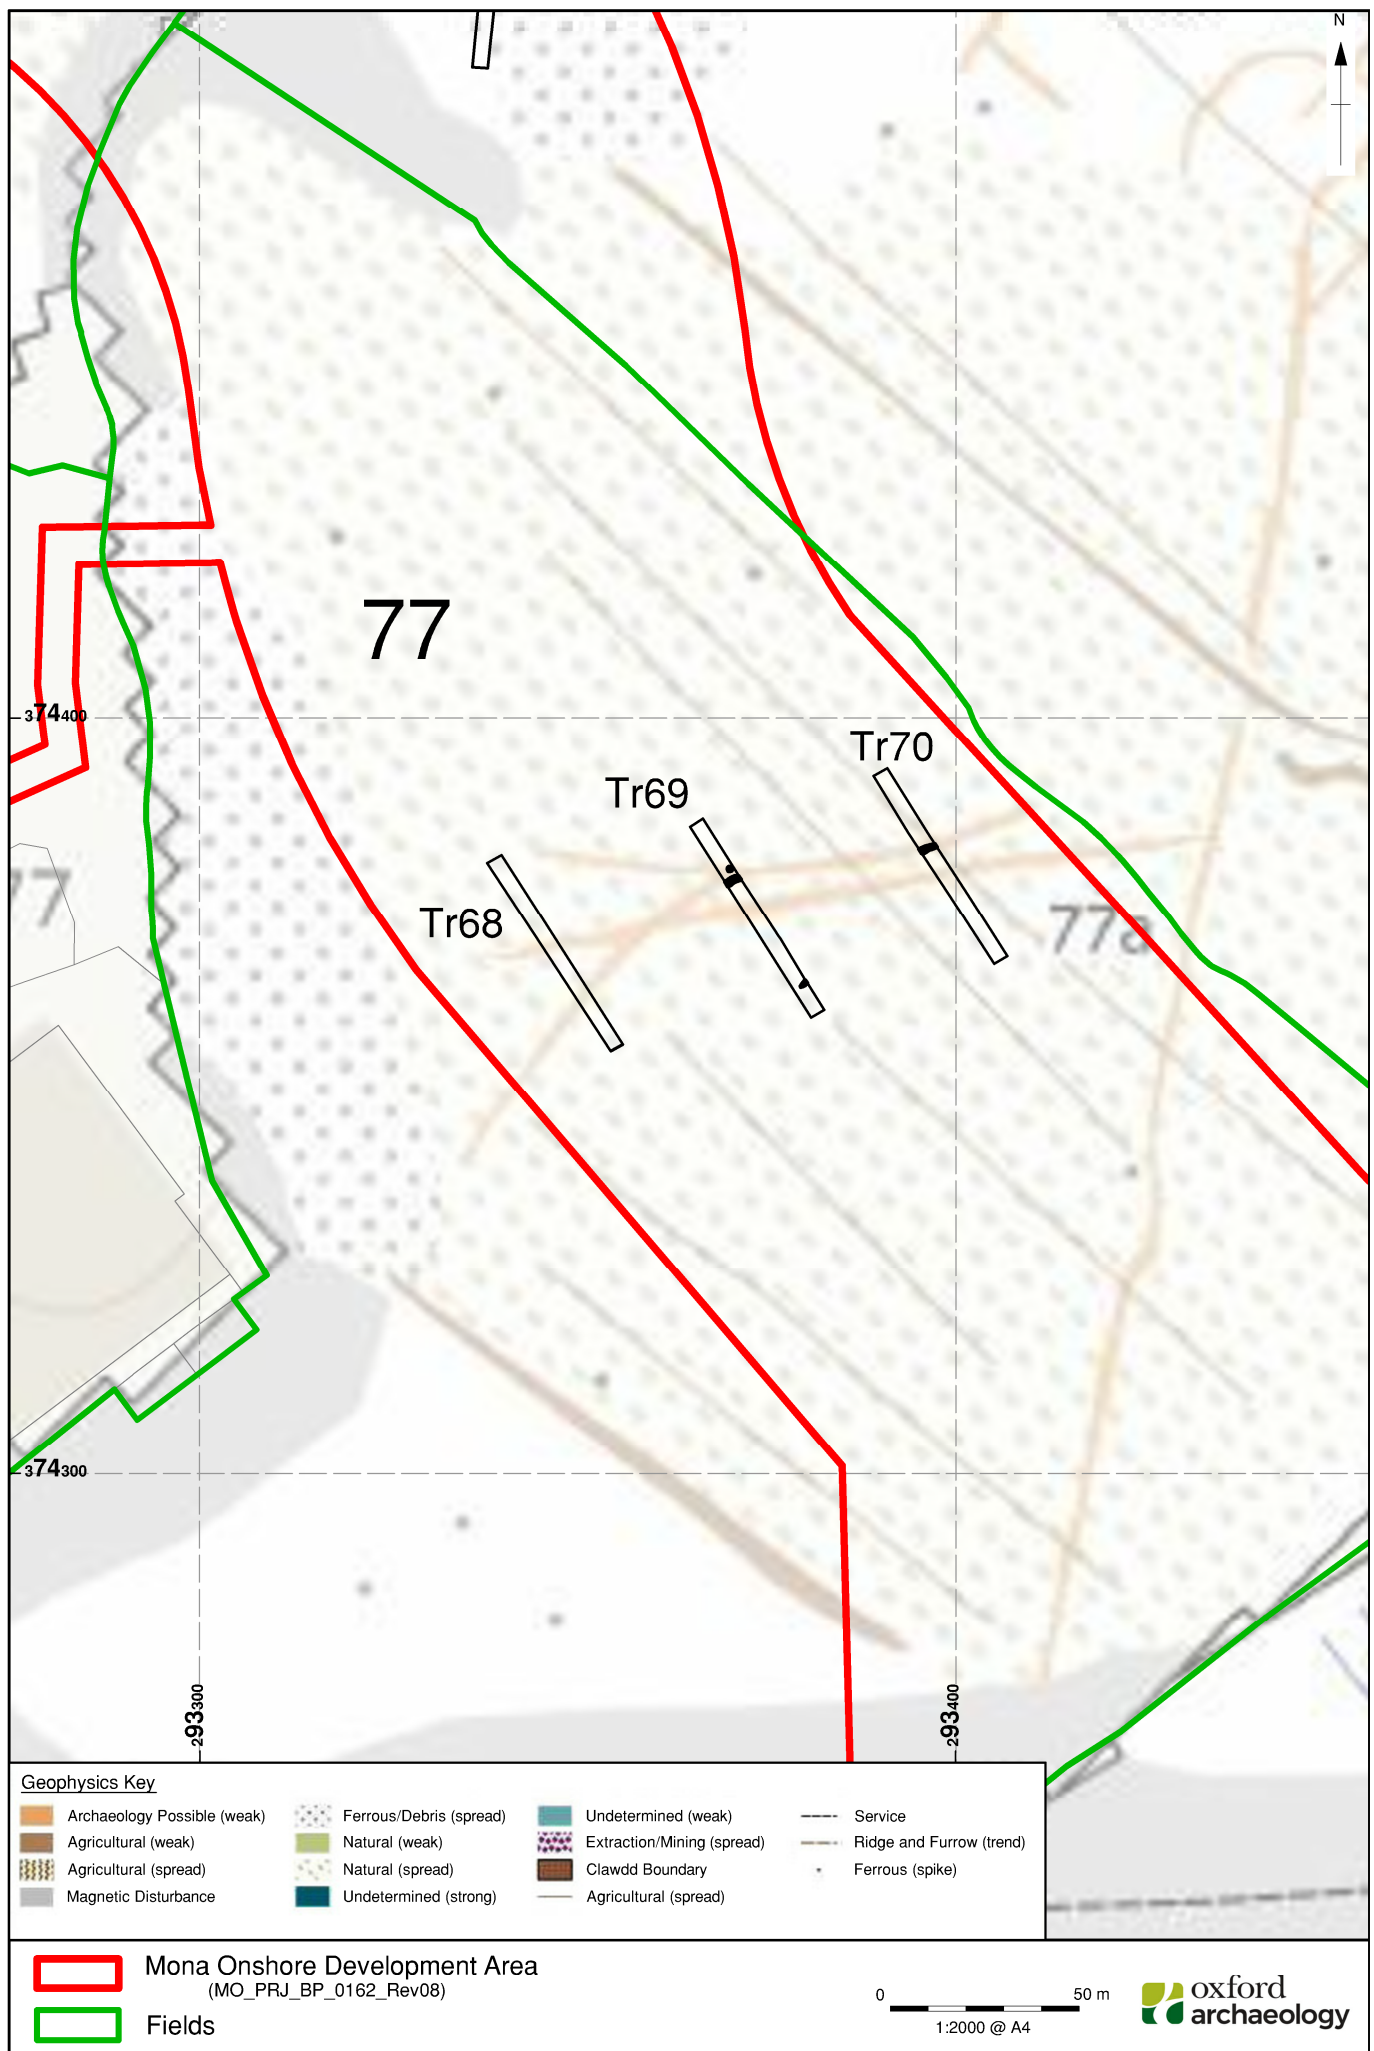 N
77
374400
Tr70
Tr69
Tr68
77
77a
374300
293300
293400
Geophysics Key
Archaeology Possible (weak)
Agricultural (weak)
Agricultural (spread)
Magnetic Disturbance
Ferrous/Debris (spread)
Natural (weak)
Natural (spread)
Undetermined (strong)
Undetermined (weak)
Extraction/Mining (spread)
Clawdd Boundary
Agricultural (spread)
Service
Ridge and Furrow (trend)
Ferrous (spike)
Mona Onshore Development Area
(MO_PRJ_BP_0162_Rev08)
Fields
0 50 m
1:2000 @ A4
oxford
archaeology